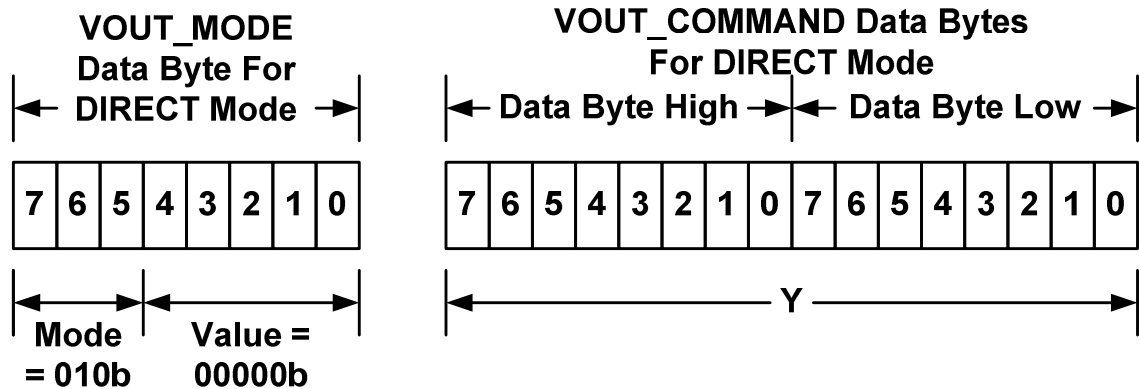 VOUT_MODE
Data Byte For
DIRECT Mode
7 6 5 4 3 2 1 0
Mode
= 010b
Value =
00000b
VOUT_COMMAND Data Bytes
For DIRECT Mode
Data Byte High Data Byte Low
7 6 5 4 3 2 1 0 7 6 5 4 3 2 1 0
Y